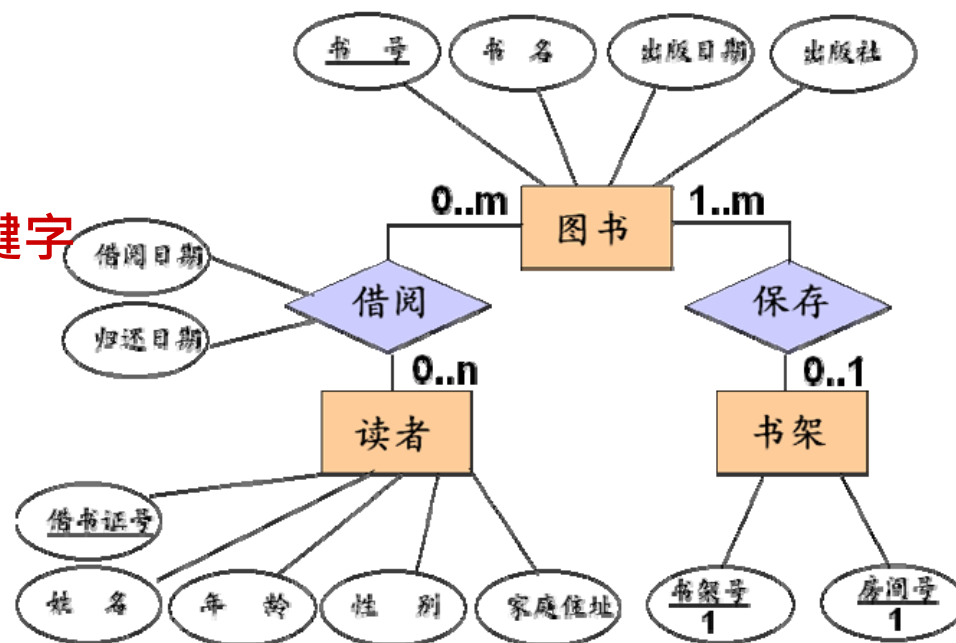 书 号
书 名
出版日期
出版社
0..m
图书
1..m
键字
借阅日期
借阅
保存
归还日期
0..n
0..1
读者
书架
借书证号
姓 名
年 龄
性 别
家庭住址
书架号
1
房间号
1